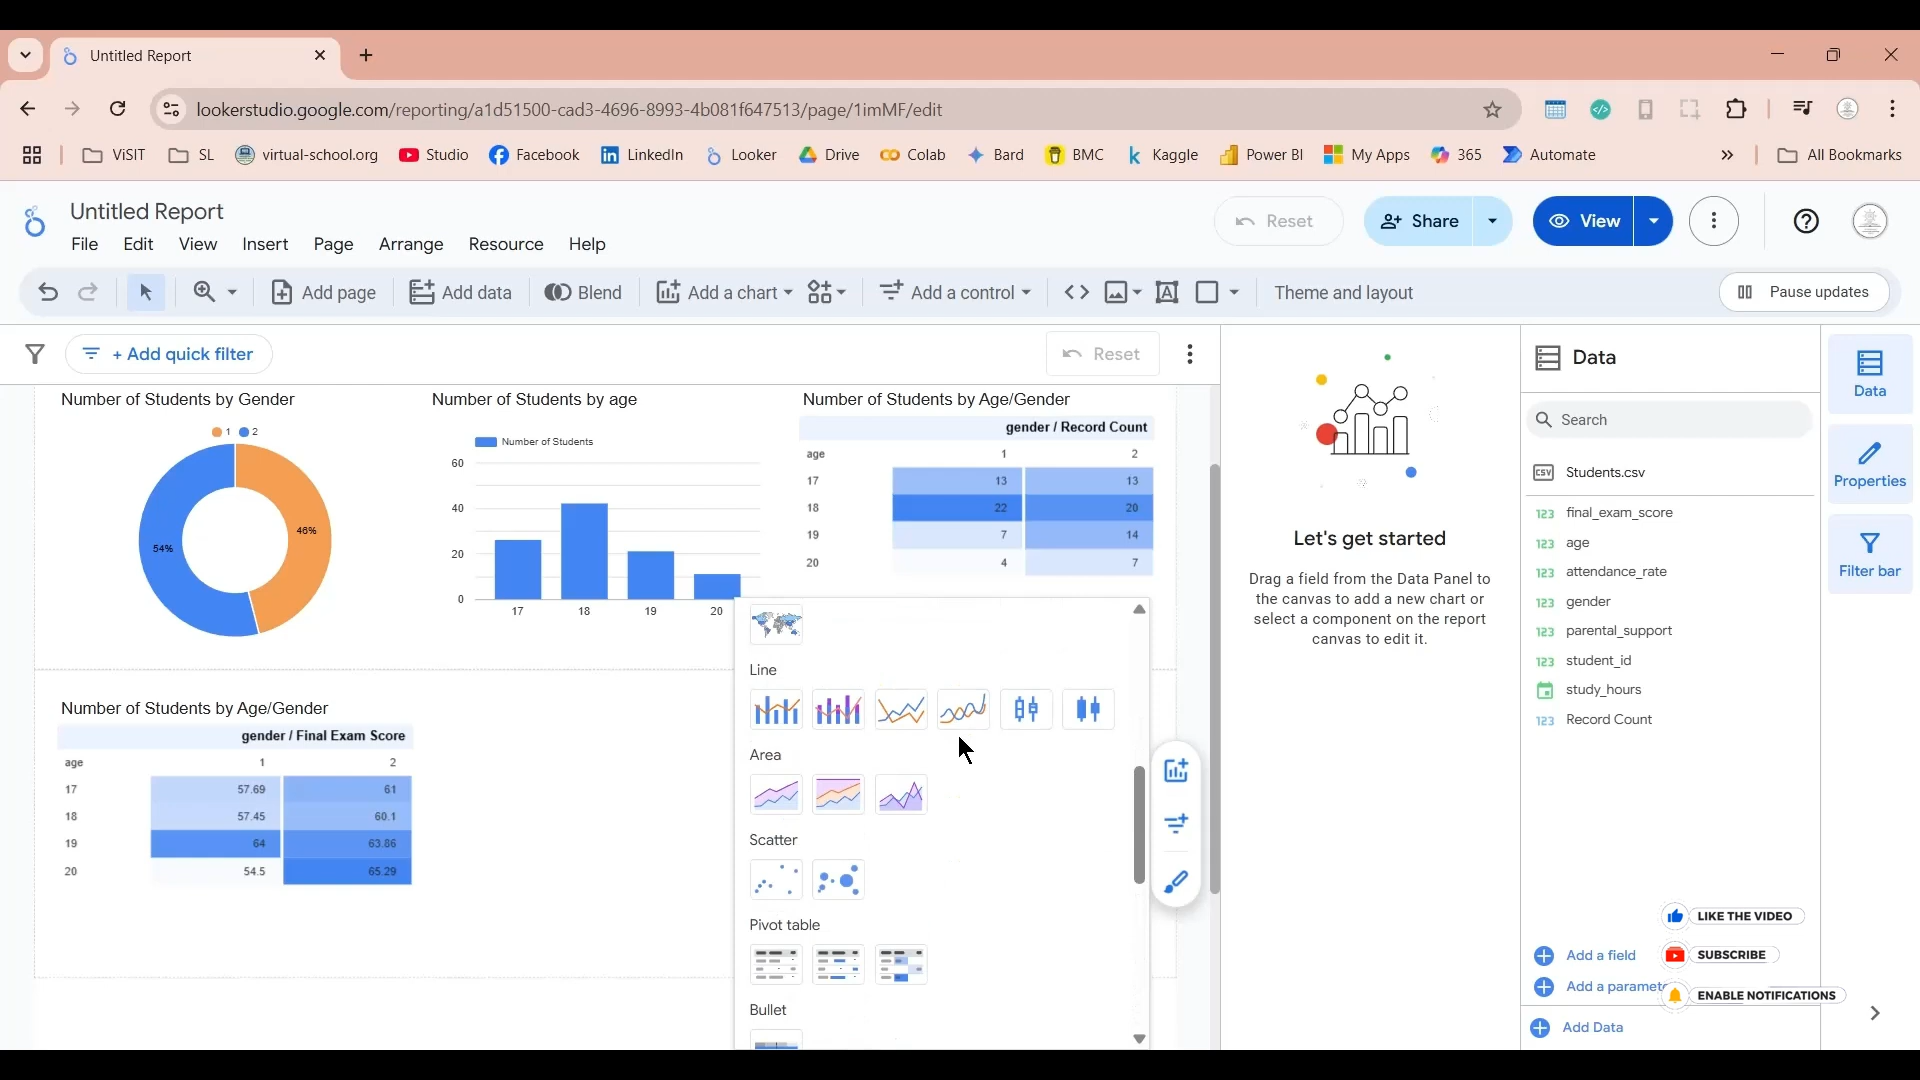 Untitled Report
lookerstudio.google.com/reporting/a1d51500-cad3-4696-8993-4b081f647513/page/1imMF/edit
ViSIT SL virtual-school.org Studio Facebook LinkedIn Looker Drive Colab Bard BMC Kaggle Power BI My Apps 365 Automate » All Bookmarks
Untitled Report
File Edit View Insert Page Arrange Resource Help
Reset Share View
Add page Add data Blend Add a chart Add a control Theme and layout Pause updates
+ Add quick filter Reset
Number of Students by Gender
1 2
54%
46%
Number of Students by age
Number of Students
60
40
20
0
17 18 19 20
Number of Students by Age/Gender
gender / Record Count
age 1 2
17 13 13
18 22 20
19 7 14
20 4 7
Number of Students by Age/Gender
gender / Final Exam Score
age 1 2
17 57.69 61
18 57.45 60.1
19 64 63.86
20 54.5 65.29
Line
Area
Scatter
Pivot table
Bullet
Let's get started
Drag a field from the Data Panel to
the canvas to add a new chart or
select a component on the report
canvas to edit it.
Data
Search
CSV Students.csv
123 final_exam_score
123 age
123 attendance_rate
123 gender
123 parental_support
123 student_id
study_hours
123 Record Count
Add a field
Add a paramete
Add Data
LIKE THE VIDEO
SUBSCRIBE
ENABLE NOTIFICATIONS
Data
Properties
Filter bar